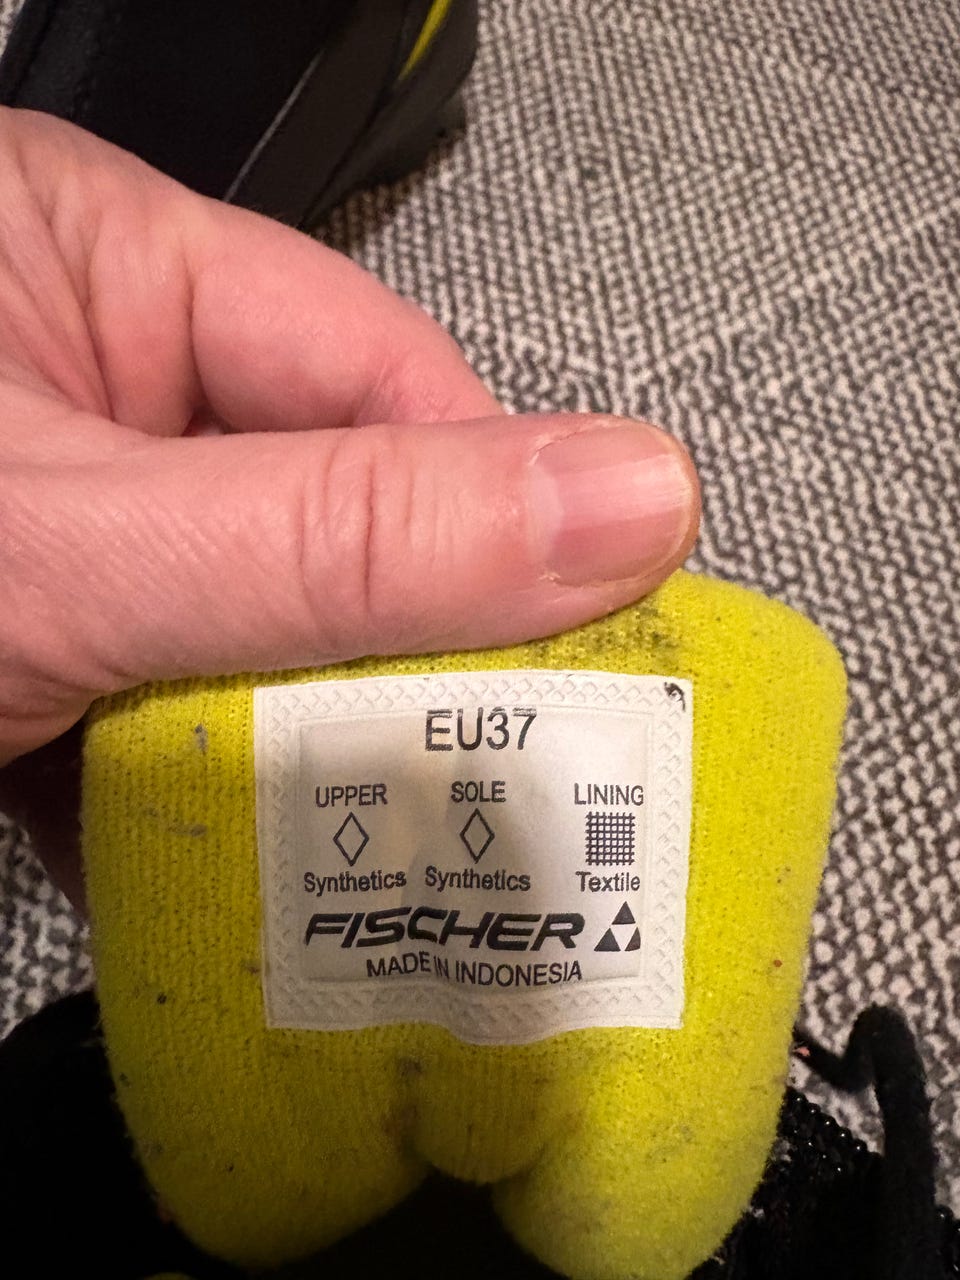 EU37
UPPER SOLE LINING
Synthetics Synthetics Textile
FISCHER
MADE IN INDONESIA